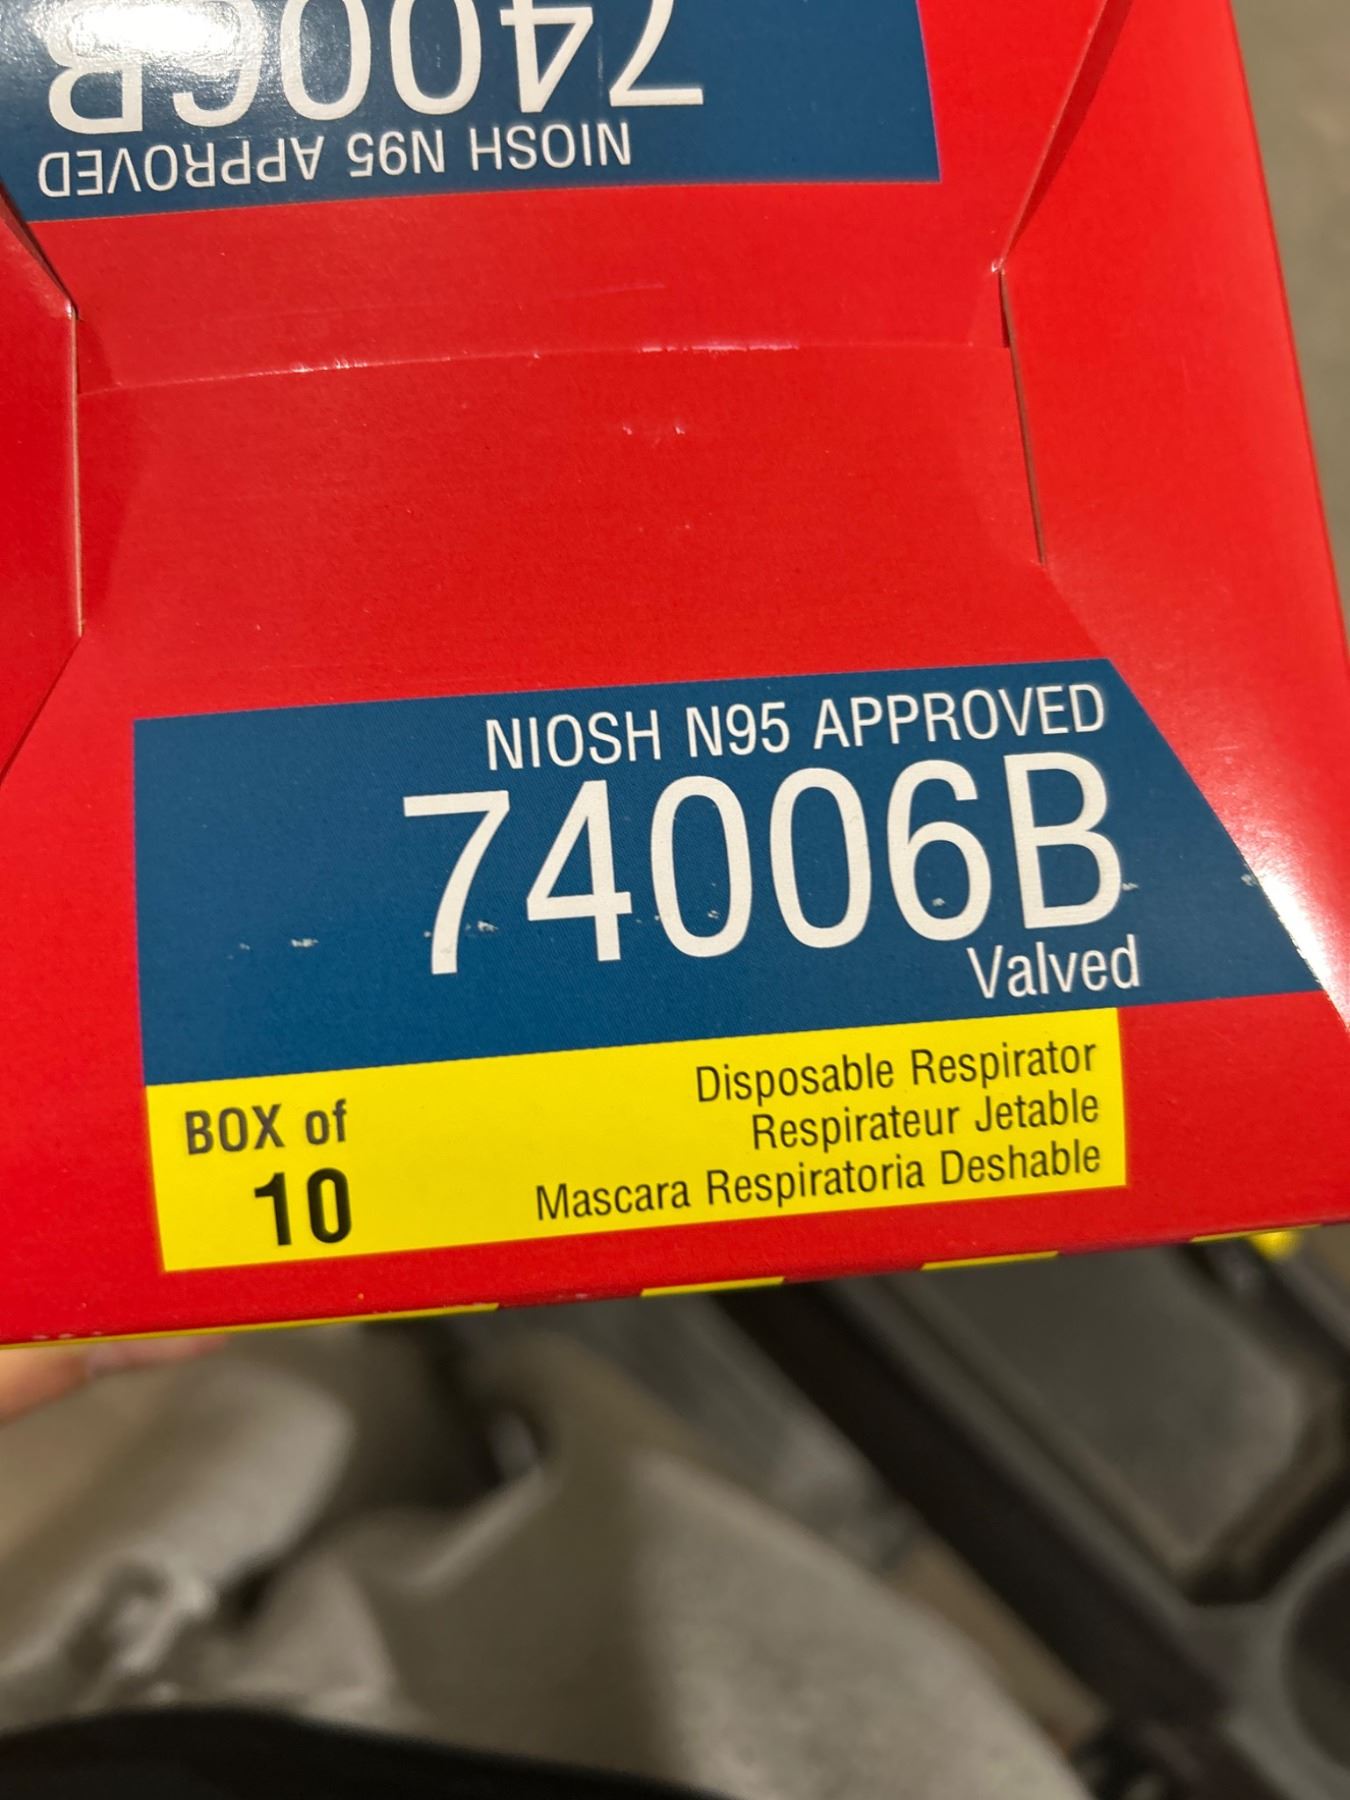 74006B
NIOSH N95 APPROVED
NIOSH N95 APPROVED
74006B
Valved
BOX of
10
Disposable Respirator
Respirateur Jetable
Mascara Respiratoria Deshable